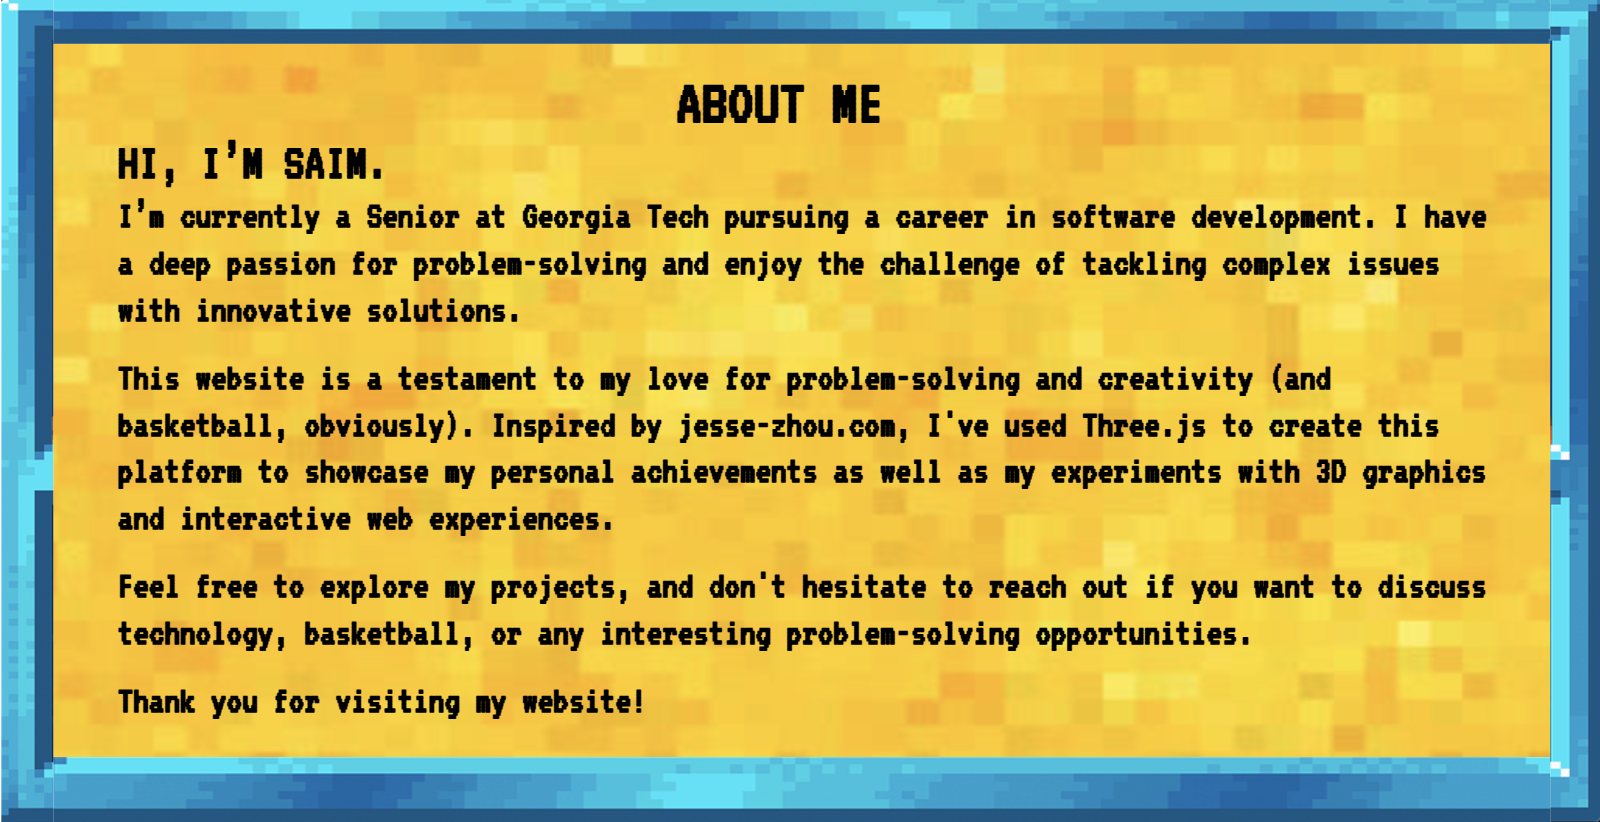 ABOUT ME
HI, I'M SAIM.
I'm currently a Senior at Georgia Tech pursuing a career in software development. I have
a deep passion for problem-solving and enjoy the challenge of tackling complex issues
with innovative solutions.
This website is a testament to my love for problem-solving and creativity (and
basketball, obviously). Inspired by jesse-zhou.com, I've used Three.js to create this
platform to showcase my personal achievements as well as my experiments with 3D graphics
and interactive web experiences.
Feel free to explore my projects, and don't hesitate to reach out if you want to discuss
technology, basketball, or any interesting problem-solving opportunities.
Thank you for visiting my website!